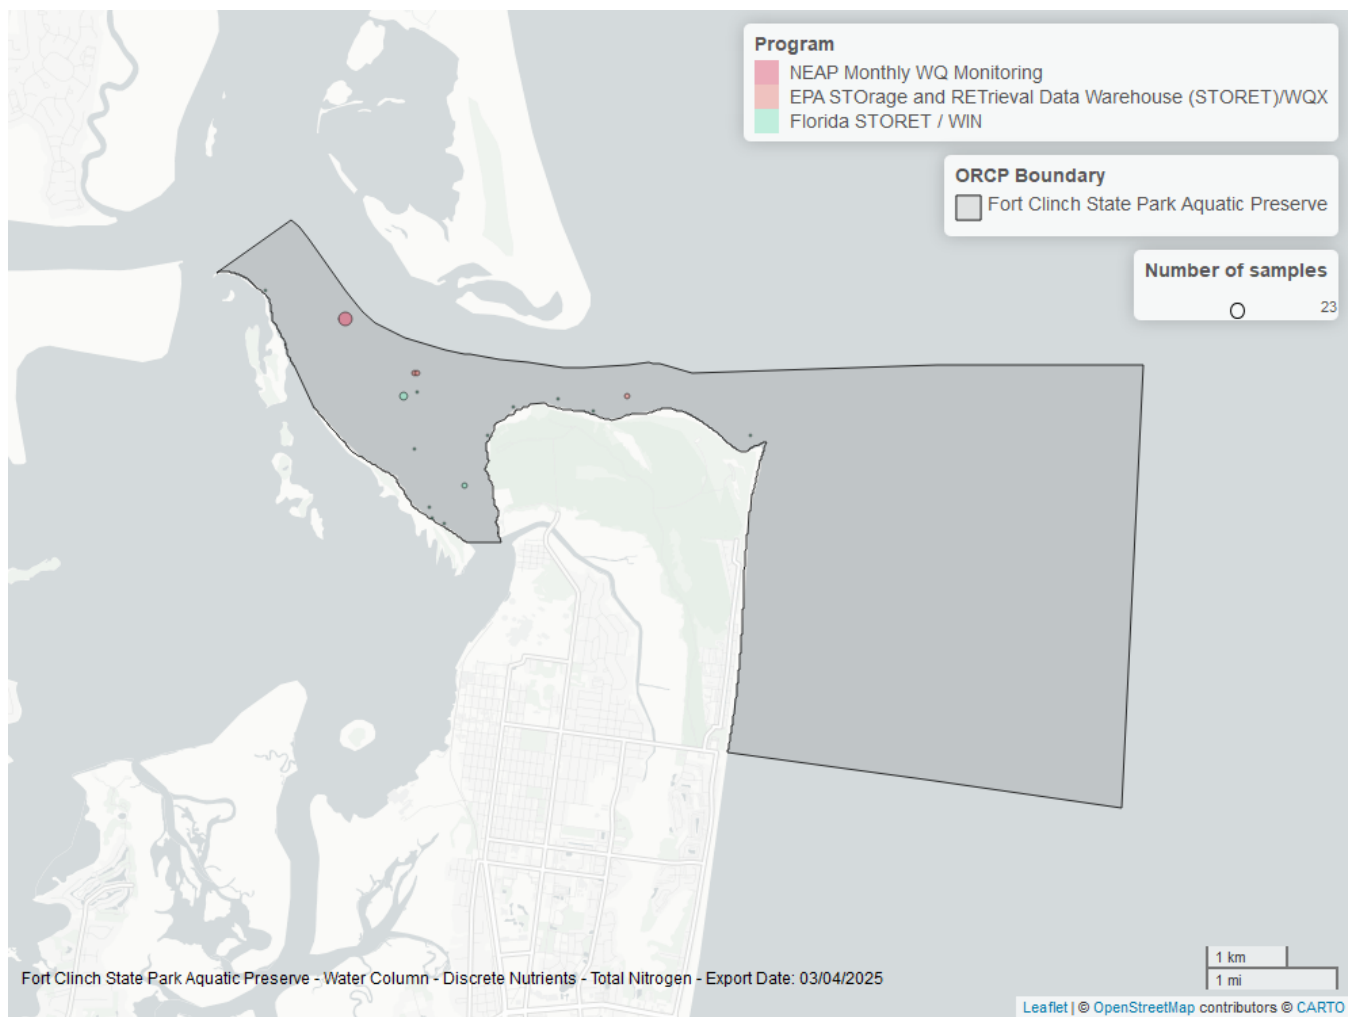 Program
NEAP Monthly WQ Monitoring
EPA STOrage and RETrieval Data Warehouse (STORET)/WQX
Florida STORET / WIN
ORCP Boundary
Fort Clinch State Park Aquatic Preserve
Number of samples
23
1 km
1 mi
Fort Clinch State Park Aquatic Preserve - Water Column - Discrete Nutrients - Total Nitrogen - Export Date: 03/04/2025
Leaflet | © OpenStreetMap contributors © CARTO